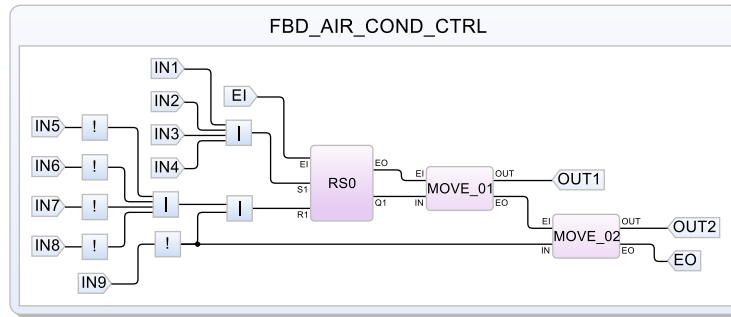 FBD_AIR_COND_CTRL
IN1
IN2
EI
IN3
IN4
IN5
!
IN6
!
IN7
!
IN8
!
IN9
!
|
|
|
EI
S1
R1
RS0
EO
Q1
EI
IN
MOVE_01
OUT
EO
OUT1
EI
IN
MOVE_02
OUT
EO
OUT2
EO